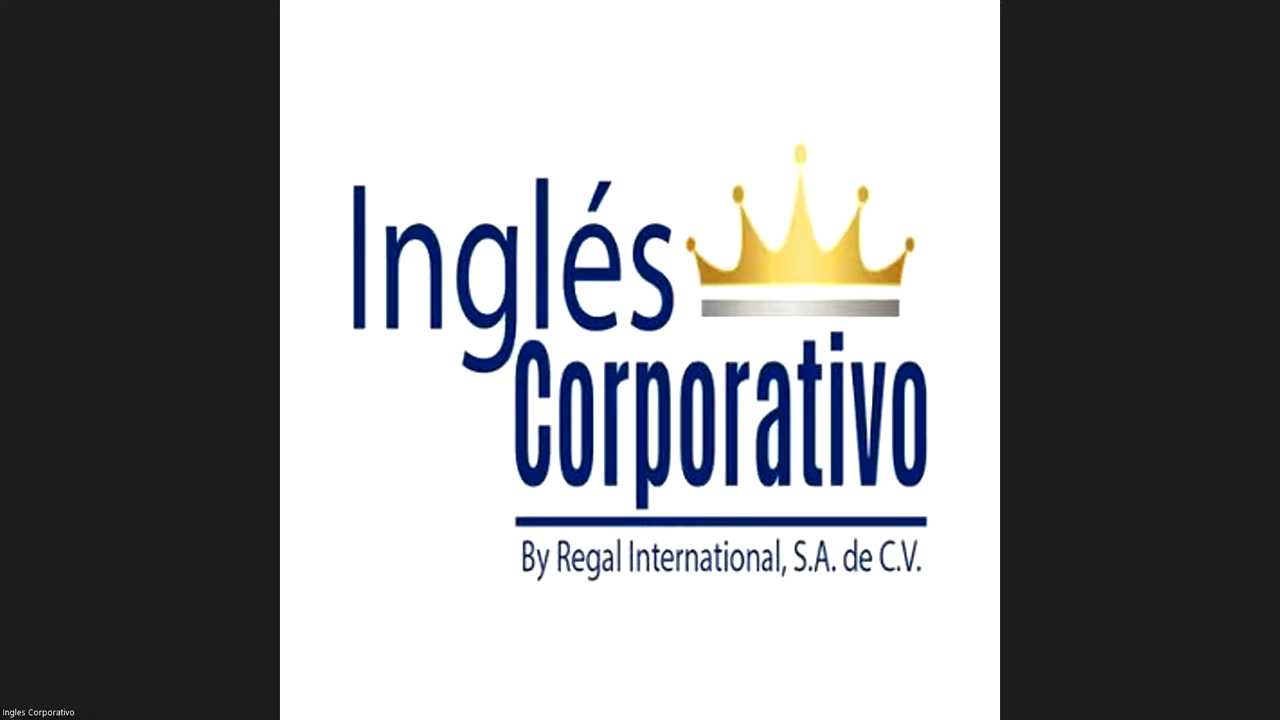 Inglés
Corporativo
By Regal International, S.A. de C.V.
Ingles Corporativo